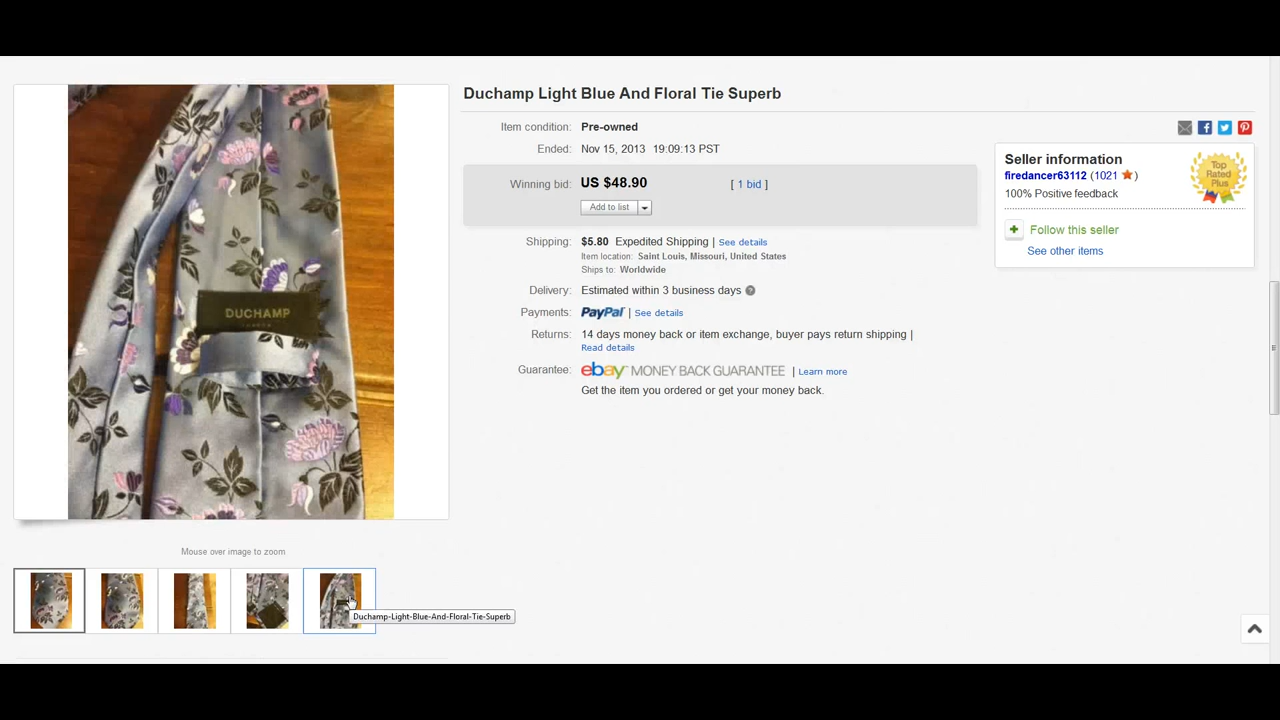 Duchamp Light Blue And Floral Tie Superb
Item condition: Pre-owned
Ended: Nov 15, 2013 19:09:13 PST
Winning bid: US $48.90 [ 1 bid ]
Add to list
Shipping: $5.80 Expedited Shipping | See details
Item location: Saint Louis, Missouri, United States
Ships to: Worldwide
Delivery: Estimated within 3 business days
Payments: PayPal | See details
Returns: 14 days money back or item exchange, buyer pays return shipping |
Read details
Guarantee: ebay MONEY BACK GUARANTEE | Learn more
Get the item you ordered or get your money back.
Seller information
firedancer63112 (1021)
100% Positive feedback
Top
Rated
Plus
Follow this seller
See other items
DUCHAMP
LONDON
Mouse over image to zoom
Duchamp-Light-Blue-And-Floral-Tie-Superb